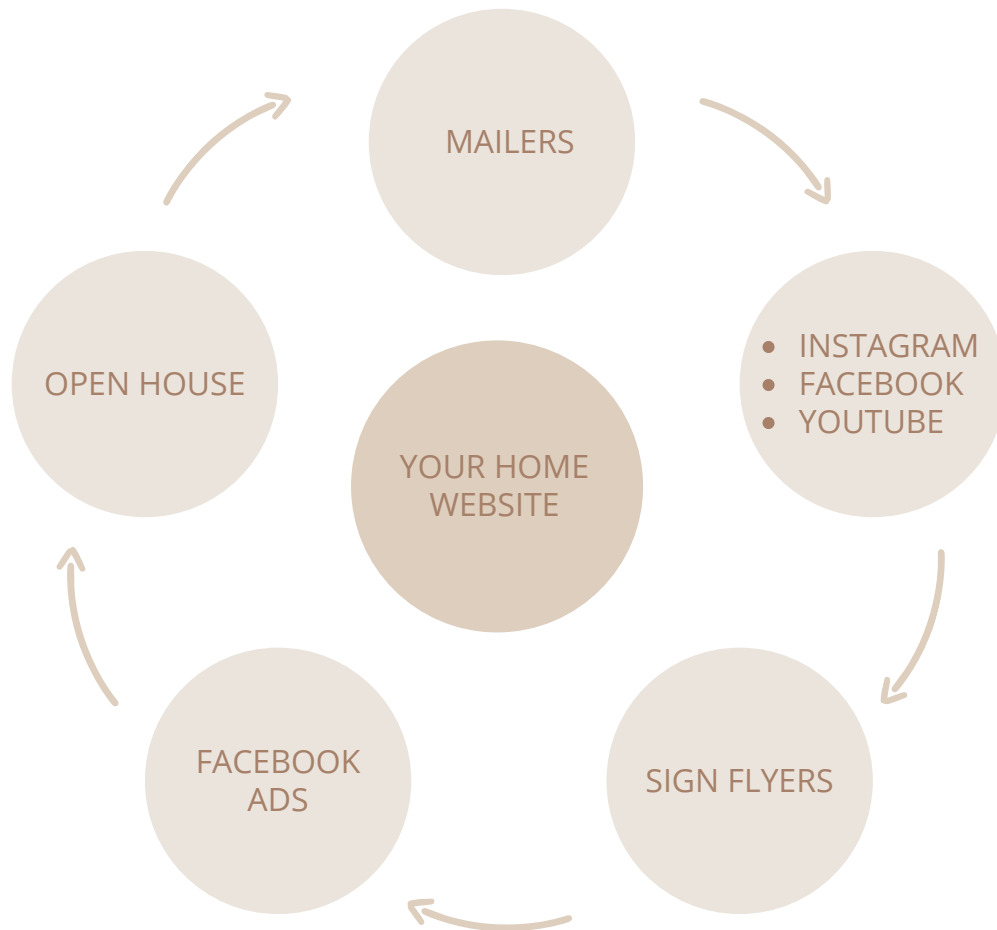 MAILERS
• INSTAGRAM
• FACEBOOK
• YOUTUBE
OPEN HOUSE
YOUR HOME
WEBSITE
FACEBOOK
ADS
SIGN FLYERS